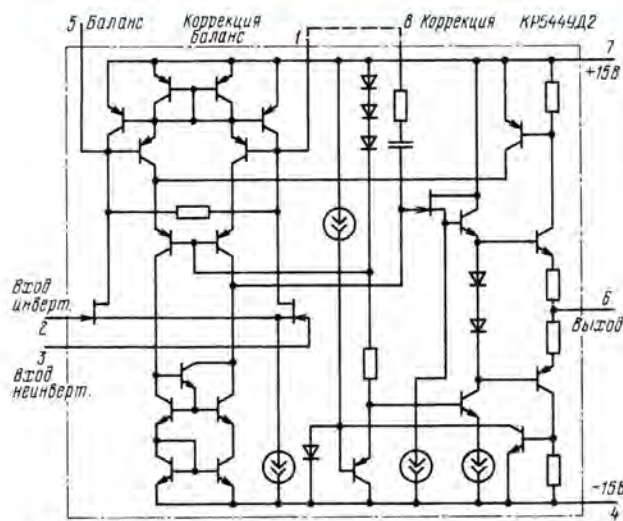 5 Баланс
Коррекция
Баланс
1
8 Коррекция
КР544УД2
7
+15В
Вход
инверт.
2
3
Вход
неинверт.
6
Выход
-15В
4